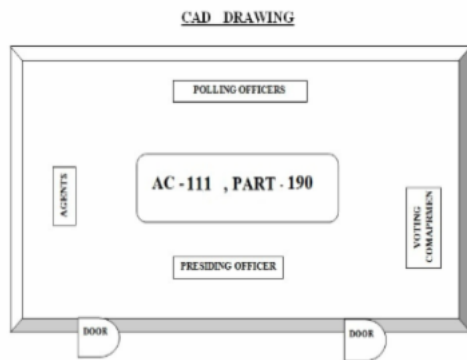 CAD DRAWING
POLLING OFFICERS
AGENTS
AC -111 , PART - 190
VOTING
COMAPRMEN
PRESIDING OFFICER
DOOR
DOOR